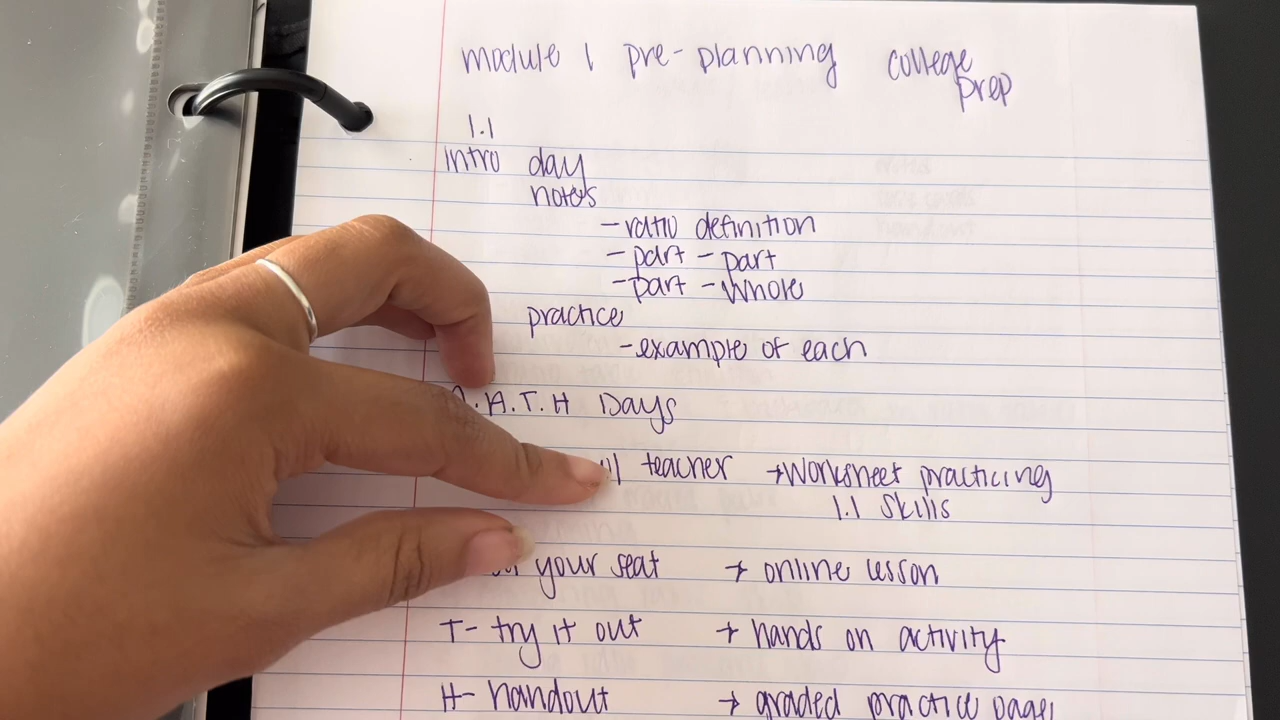 module 1 pre-planning college prep
1.1
intro day
notes
- ratio definition
- part - part
- part - whole
practice
- example of each
.A.T.H Days
teacher → worksheet practicing
1.1 skills
your seat → online lesson
T- try it out → hands on activity
H- handout → graded practice pages